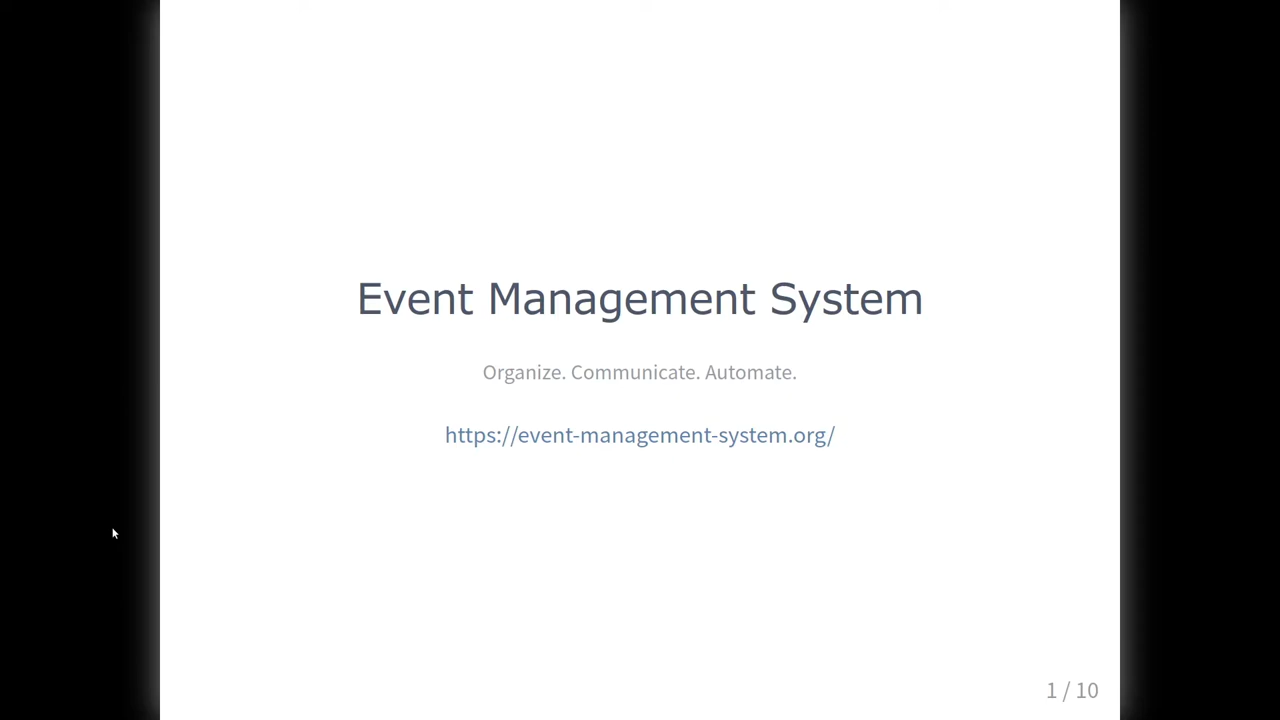 Event Management System
Organize. Communicate. Automate.
https://event-management-system.org/
1 / 10